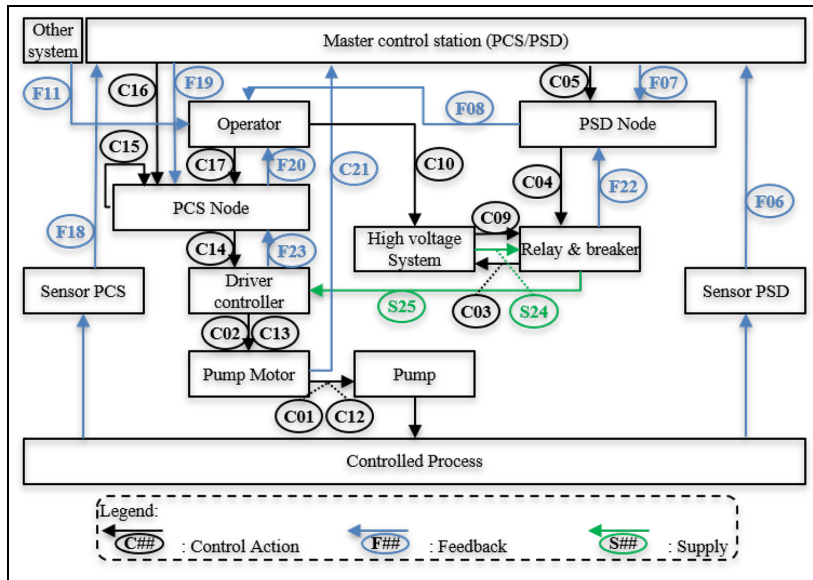 Other
system
Master control station (PCS/PSD)
F11
C16
F19
C05
F07
F08
Operator
PSD Node
C15
C17
F20
C21
C10
C04
F22
PCS Node
F18
F06
C14
F23
High voltage
System
C09
Relay & breaker
Sensor PCS
Driver
controller
C03
S24
Sensor PSD
S25
C02
C13
Pump Motor
Pump
C01
C12
Controlled Process
Legend:
C##
: Control Action
F##
: Feedback
S##
: Supply